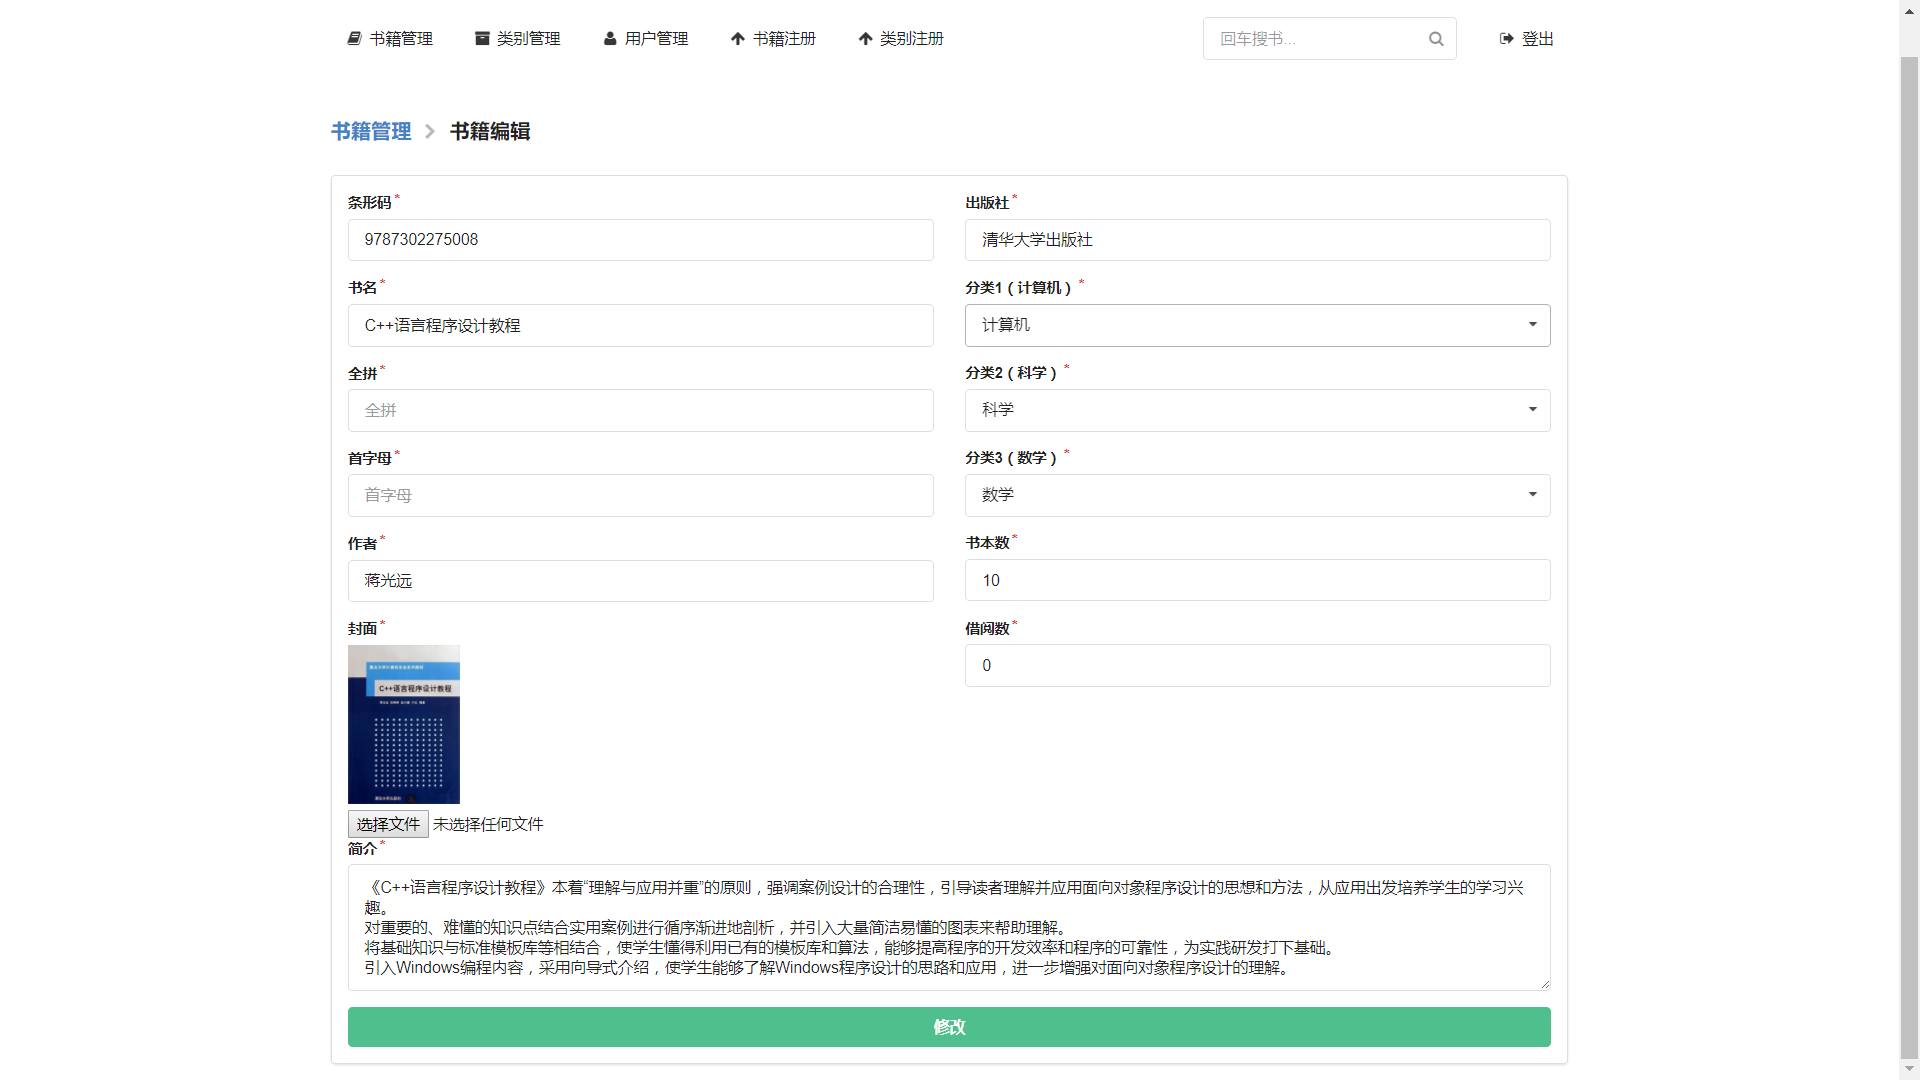 书籍管理 类别管理 用户管理 书籍注册 类别注册 回车搜书... 登出
书籍管理 书籍编辑
条形码*
9787302275008
书名*
C++语言程序设计教程
全拼*
全拼
首字母*
首字母
作者*
蒋光远
封面*
C++语言程序设计教程
选择文件 未选择任何文件
出版社*
清华大学出版社
分类1（计算机）*
计算机
分类2（科学）*
科学
分类3（数学）*
数学
书本数*
10
借阅数*
0
简介*
《C++语言程序设计教程》本着“理解与应用并重”的原则，强调案例设计的合理性，引导读者理解并应用面向对象程序设计的思想和方法，从应用出发培养学生的学习兴
趣。
对重要的、难懂的知识点结合实用案例进行循序渐进地剖析，并引入大量简洁易懂的图表来帮助理解。
将基础知识与标准模板库等相结合，使学生懂得利用已有的模板库和算法，能够提高程序的开发效率和程序的可靠性，为实践研发打下基础。
引入Windows编程内容，采用向导式介绍，使学生能够了解Windows程序设计的思路和应用，进一步增强对面向对象程序设计的理解。
修改